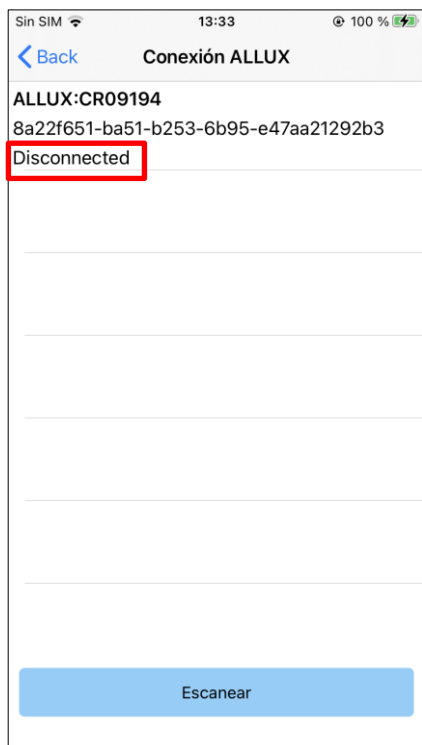 Sin SIM 13:33 100 %
Back Conexión ALLUX
ALLUX:CR09194
8a22f651-ba51-b253-6b95-e47aa21292b3
Disconnected
Escanear